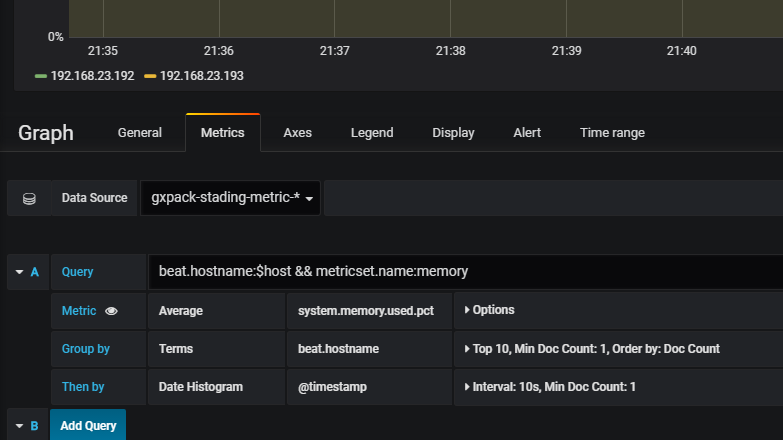 0%
21:35 21:36 21:37 21:38 21:39 21:40
192.168.23.192 192.168.23.193
Graph General Metrics Axes Legend Display Alert Time range
Data Source gxpack-stading-metric-*
A Query beat.hostname:$host && metricset.name:memory
Metric Average system.memory.used.pct Options
Group by Terms beat.hostname Top 10, Min Doc Count: 1, Order by: Doc Count
Then by Date Histogram @timestamp Interval: 10s, Min Doc Count: 1
B Add Query